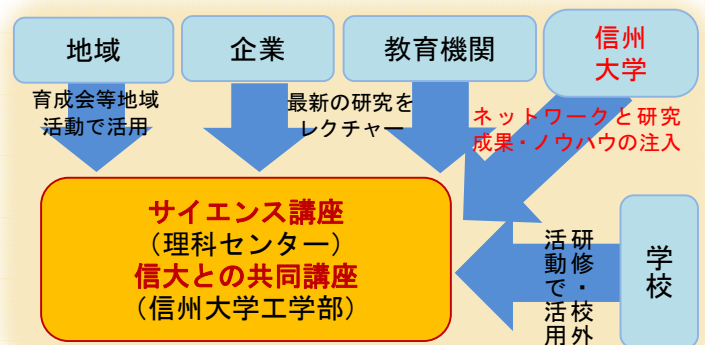 地域
企業
教育機関
信州
大学
育成会等地域
活動で活用
最新の研究を
レクチャー
ネットワークと研究
成果・ノウハウの注入
サイエンス講座
（理科センター）
信大との共同講座
（信州大学工学部）
研修・校外
活動で活用
学校